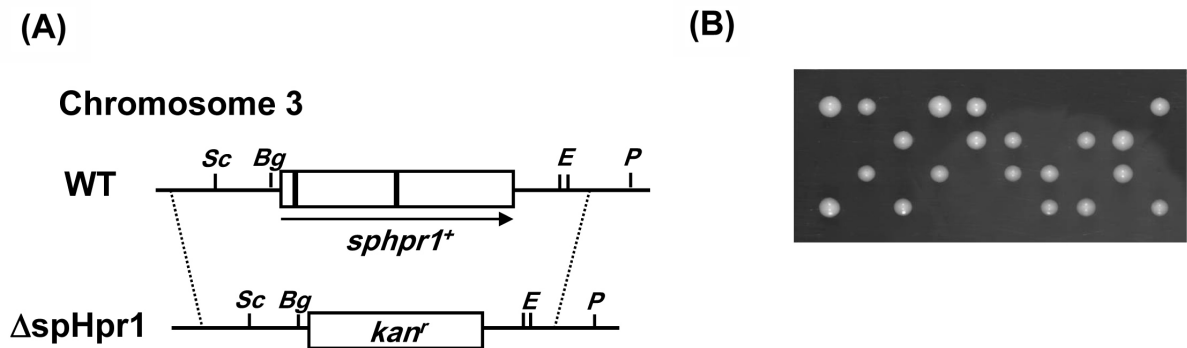 (A)
Chromosome 3
WT
Sc Bg E P
sphpr1⁺
ΔspHpr1
Sc Bg E P
kanʳ
(B)